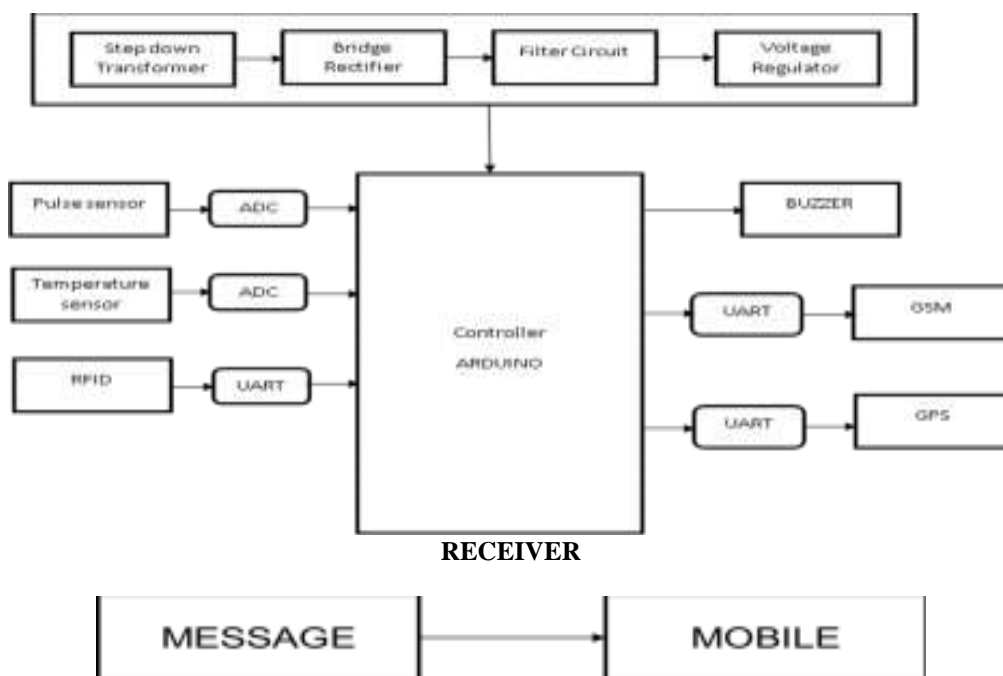 Step down
Transformer
Bridge
Rectifier
Filter Circuit
Voltage
Regulator
Pulse sensor
ADC
BUZZER
Temperature
sensor
ADC
UART
GSM
Controller
ARDUINO
RFID
UART
UART
GPS
RECEIVER
MESSAGE
MOBILE